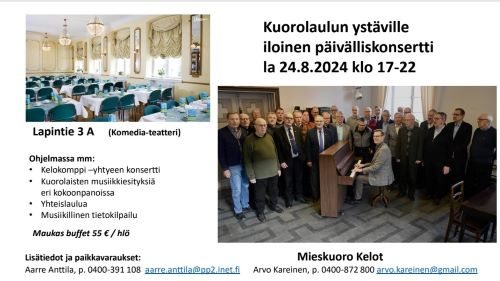 Kuorolaulun ystäville
iloinen päivälliskonsertti
la 24.8.2024 klo 17-22
Lapintie 3 A (Komedia-teatteri)
Ohjelmassa mm:
• Kelokomppi –yhtyeen konsertti
• Kuorolaisten musiikkiesityksiä
eri kokoonpanoissa
• Yhteislaulua
• Musiikillinen tietokilpailu
Maukas buffet 55 € / hlö
Lisätiedot ja paikkavaraukset:
Aarre Anttila, p. 0400-391 108 aarre.anttila@pp2.inet.fi
Mieskuoro Kelot
Arvo Kareinen, p. 0400-872 800 arvo.kareinen@gmail.com